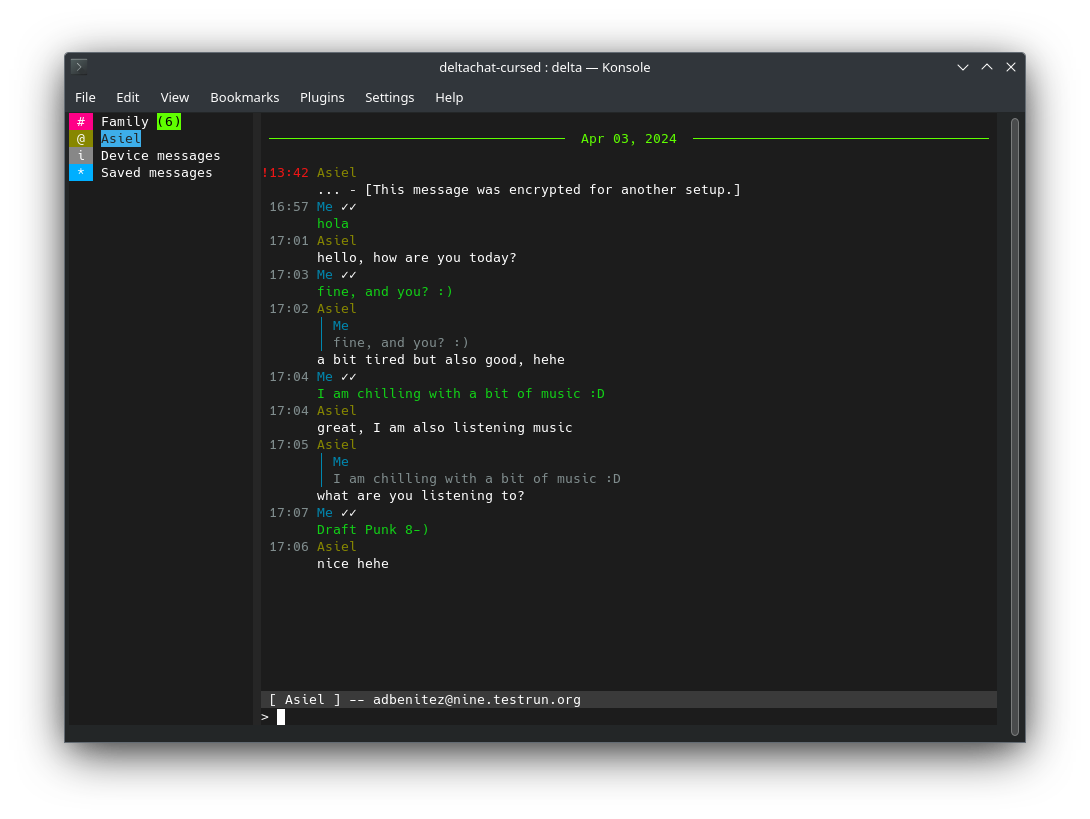 deltachat-cursed : delta — Konsole
File Edit View Bookmarks Plugins Settings Help
# Family (6)
@ Asiel
i Device messages
* Saved messages
Apr 03, 2024
!13:42 Asiel
... - [This message was encrypted for another setup.]
16:57 Me ✓✓
hola
17:01 Asiel
hello, how are you today?
17:03 Me ✓✓
fine, and you? :)
17:02 Asiel
Me
fine, and you? :)
a bit tired but also good, hehe
17:04 Me ✓✓
I am chilling with a bit of music :D
17:04 Asiel
great, I am also listening music
17:05 Asiel
Me
I am chilling with a bit of music :D
what are you listening to?
17:07 Me ✓✓
Draft Punk 8-)
17:06 Asiel
nice hehe
[ Asiel ] -- adbenitez@nine.testrun.org
>